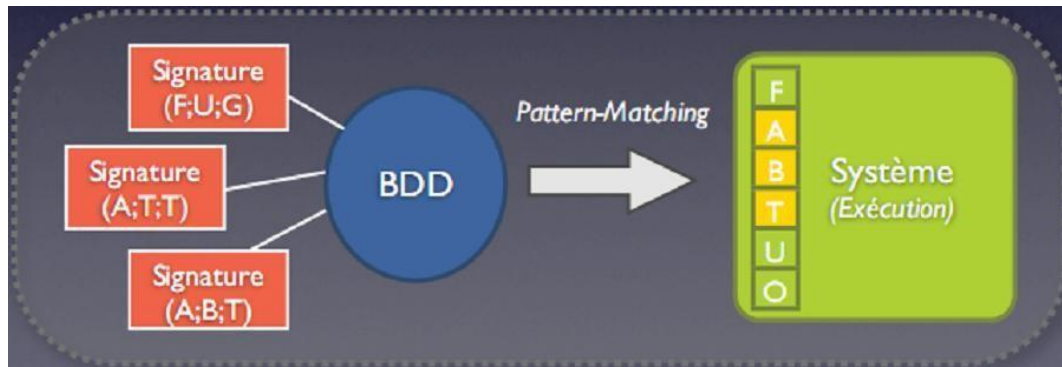 Signature
(F;U;G)
Signature
(A;T;T)
Signature
(A;B;T)
BDD
Pattern-Matching
F
A
B
T
U
O
Système
(Exécution)